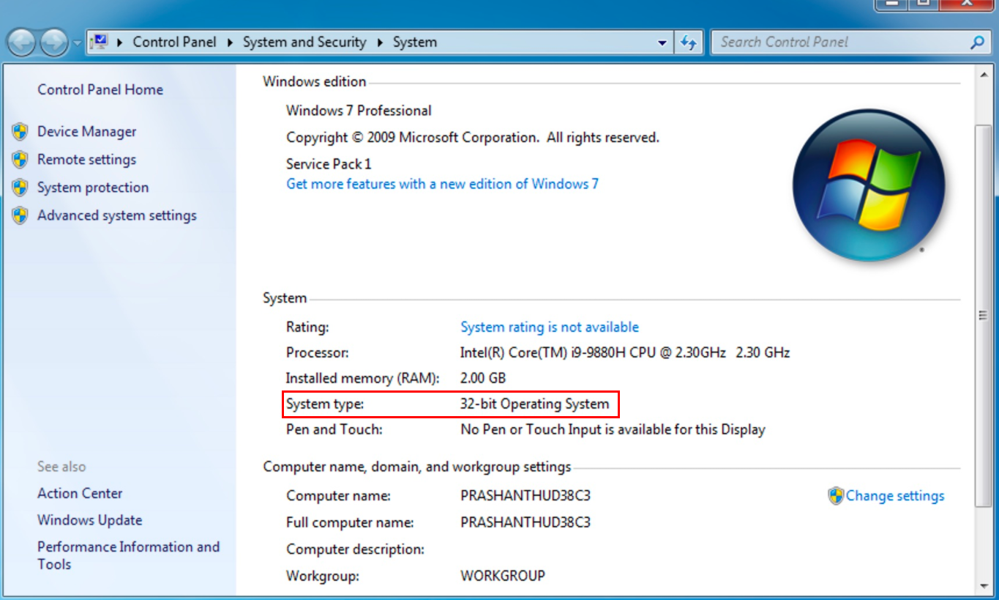 Control Panel System and Security System
Search Control Panel
Control Panel Home
Device Manager
Remote settings
System protection
Advanced system settings
See also
Action Center
Windows Update
Performance Information and
Tools
Windows edition
Windows 7 Professional
Copyright © 2009 Microsoft Corporation. All rights reserved.
Service Pack 1
Get more features with a new edition of Windows 7
System
Rating: System rating is not available
Processor: Intel(R) Core(TM) i9-9880H CPU @ 2.30GHz 2.30 GHz
Installed memory (RAM): 2.00 GB
System type: 32-bit Operating System
Pen and Touch: No Pen or Touch Input is available for this Display
Computer name, domain, and workgroup settings
Computer name: PRASHANTHUD38C3
Change settings
Full computer name: PRASHANTHUD38C3
Computer description:
Workgroup: WORKGROUP